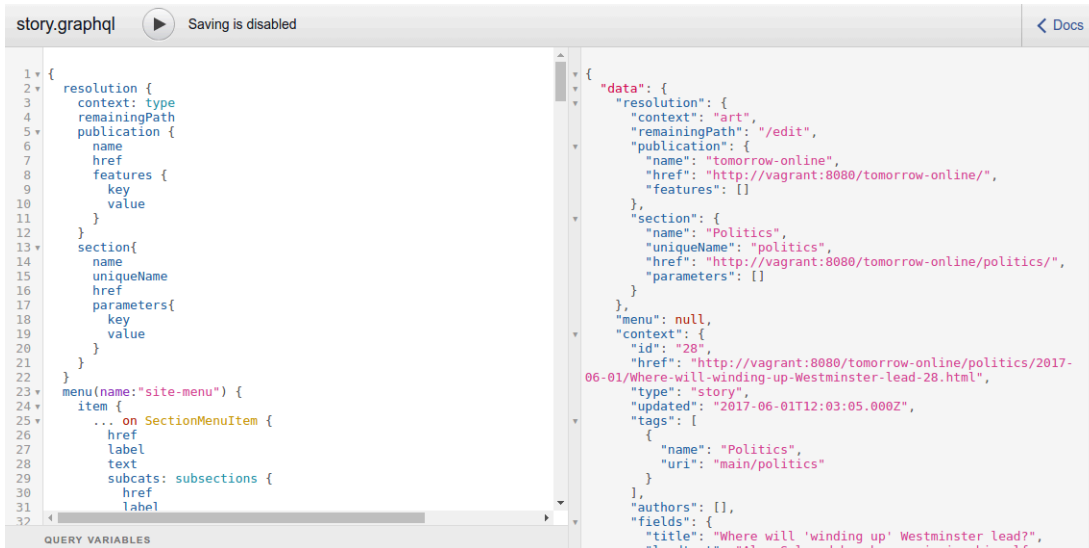 story.graphql
Saving is disabled
Docs
1 {
2 resolution {
3 context: type
4 remainingPath
5 publication {
6 name
7 href
8 features {
9 key
10 value
11 }
12 }
13 section{
14 name
15 uniqueName
16 href
17 parameters{
18 key
19 value
20 }
21 }
22 }
23 menu(name:"site-menu") {
24 item {
25 ... on SectionMenuItem {
26 href
27 label
28 text
29 subcats: subsections {
30 href
31 label
32
QUERY VARIABLES
{
"data": {
"resolution": {
"context": "art",
"remainingPath": "/edit",
"publication": {
"name": "tomorrow-online",
"href": "http://vagrant:8080/tomorrow-online/",
"features": []
},
"section": {
"name": "Politics",
"uniqueName": "politics",
"href": "http://vagrant:8080/tomorrow-online/politics/",
"parameters": []
}
},
"menu": null,
"context": {
"id": "28",
"href": "http://vagrant:8080/tomorrow-online/politics/2017-
06-01/Where-will-winding-up-Westminster-lead-28.html",
"type": "story",
"updated": "2017-06-01T12:03:05.000Z",
"tags": [
{
"name": "Politics",
"uri": "main/politics"
}
],
"authors": [],
"fields": {
"title": "Where will 'winding up' Westminster lead?",